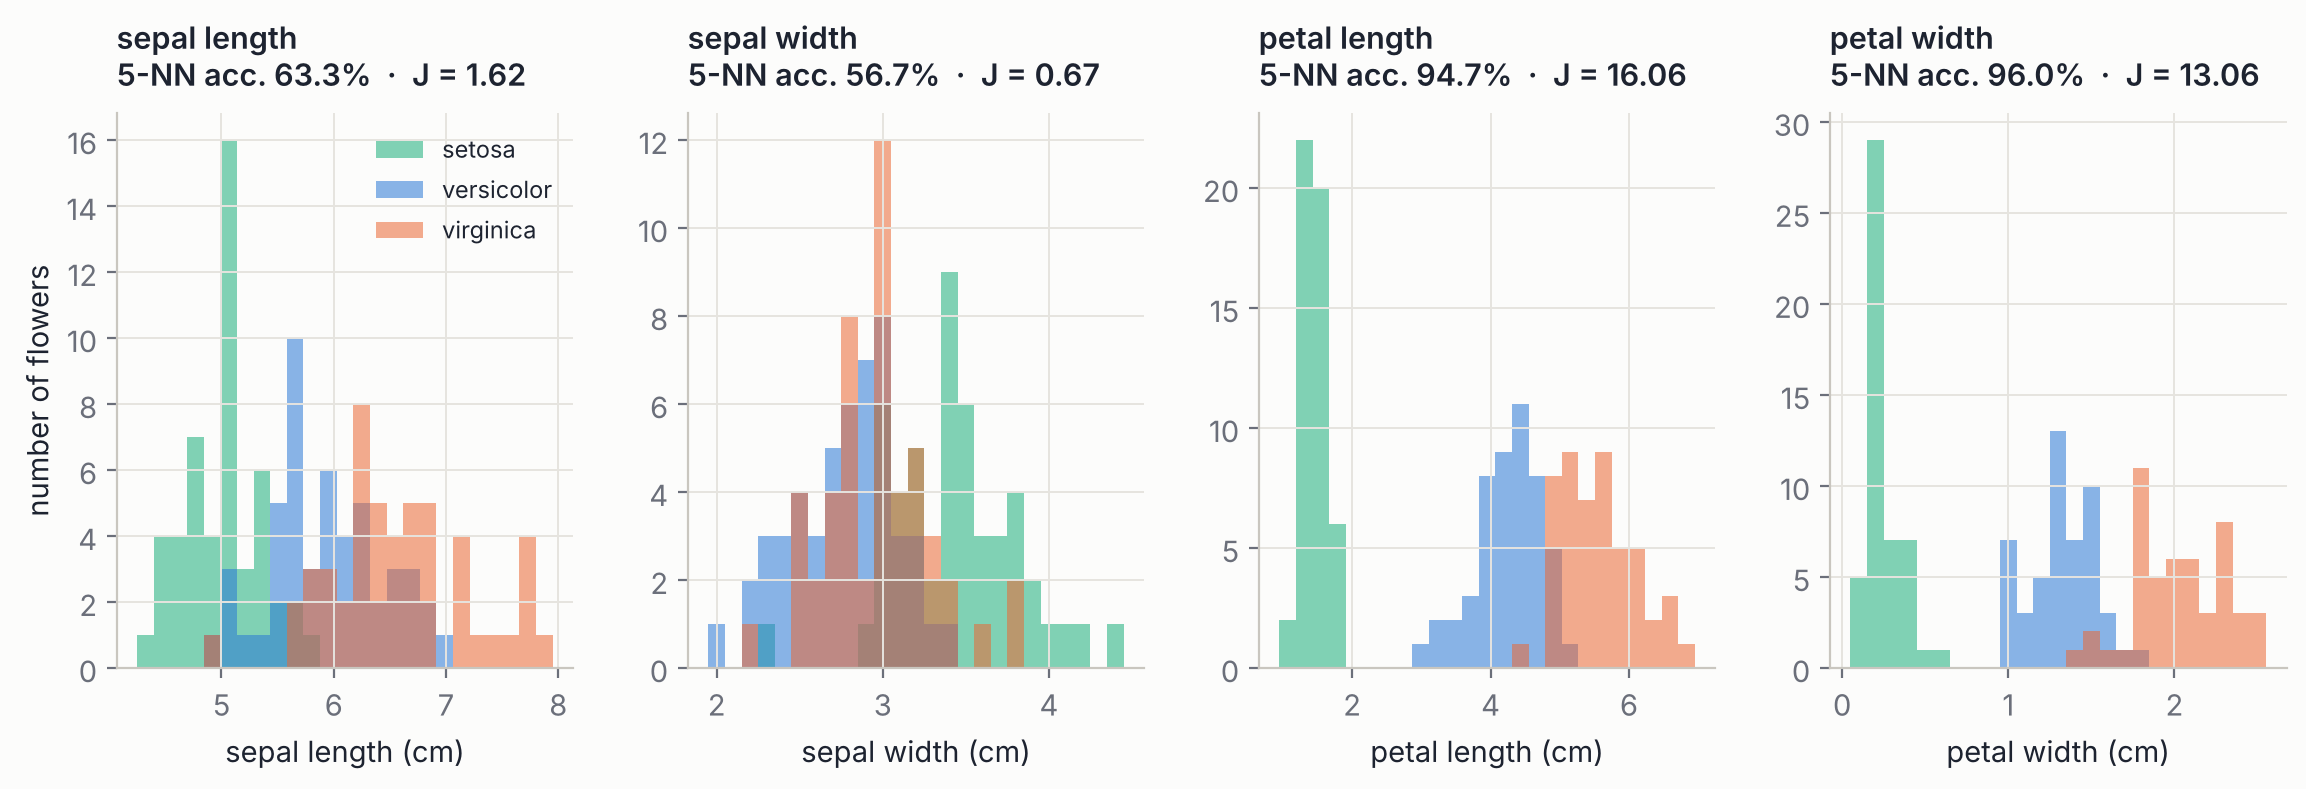 sepal length
5-NN acc. 63.3% · J = 1.62
sepal width
5-NN acc. 56.7% · J = 0.67
petal length
5-NN acc. 94.7% · J = 16.06
petal width
5-NN acc. 96.0% · J = 13.06
number of flowers
16
14
12
10
8
6
4
2
0
setosa
versicolor
virginica
5 6 7 8
sepal length (cm)
12
10
8
6
4
2
0
2 3 4
sepal width (cm)
20
15
10
5
0
2 4 6
petal length (cm)
30
25
20
15
10
5
0
0 1 2
petal width (cm)